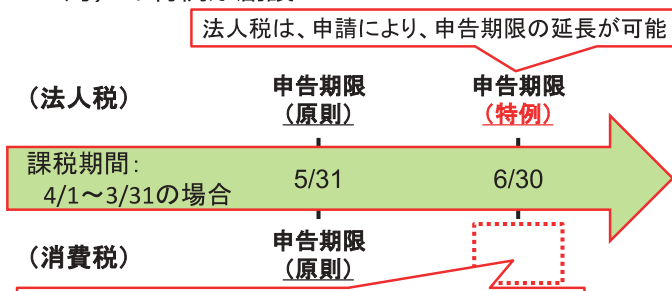 法人税は、申請により、申告期限の延長が可能
(法人税)
申告期限
(原則)
申告期限
(特例)
課税期間:
4/1~3/31の場合
5/31
6/30
(消費税)
申告期限
(原則)